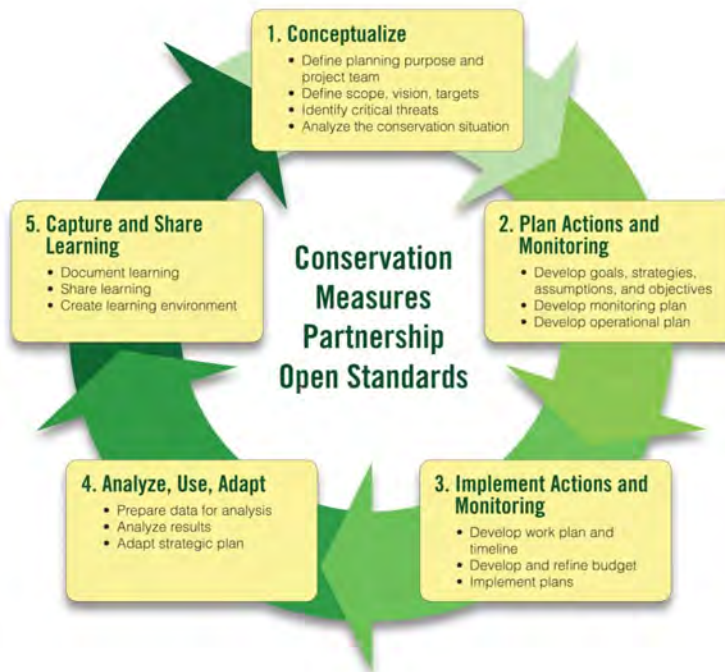 1. Conceptualize
• Define planning purpose and
project team
• Define scope, vision, targets
• Identify critical threats
• Analyze the conservation situation
2. Plan Actions and
Monitoring
• Develop goals, strategies,
assumptions, and objectives
• Develop monitoring plan
• Develop operational plan
3. Implement Actions and
Monitoring
• Develop work plan and
timeline
• Develop and refine budget
• Implement plans
4. Analyze, Use, Adapt
• Prepare data for analysis
• Analyze results
• Adapt strategic plan
5. Capture and Share
Learning
• Document learning
• Share learning
• Create learning environment
Conservation
Measures
Partnership
Open Standards